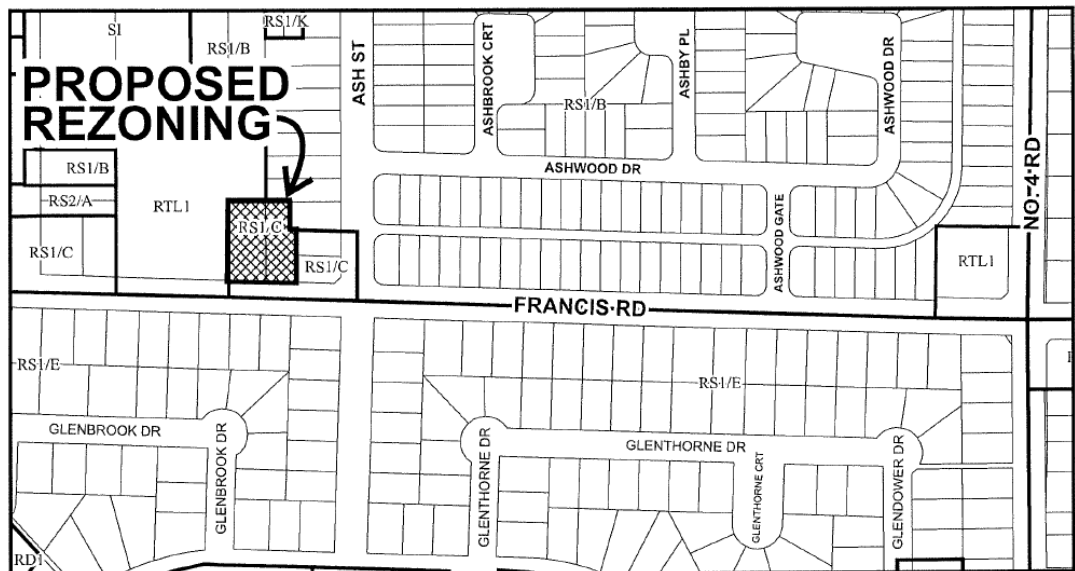 SI
RS1/B
RS1/K
ASH ST
ASHBROOK CRT
RS1/B
ASHBY PL
ASHWOOD DR
PROPOSED
REZONING
NO. 4 RD
RS1/B
RS2/A
RTL1
ASHWOOD DR
RS1/C
RS1/C
RS1/C
ASHWOOD GATE
RTL1
FRANCIS RD
RS1/E
RS1/E
GLENBROOK DR
GLENBROOK DR
GLENTHORNE DR
GLENTHORNE DR
GLENTHORNE CRT
GLENDOWER DR
RD1